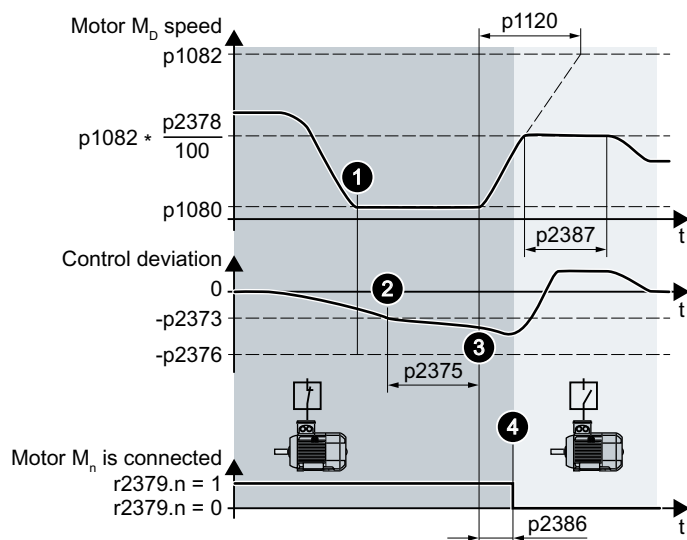 Motor M_D speed
p1120
p1082
p1082 * p2378/100
1
p1080
t
p2387
Control deviation
0
2
-p2373
3
-p2376
p2375
t
4
Motor M_n is connected
r2379.n = 1
r2379.n = 0
t
p2386